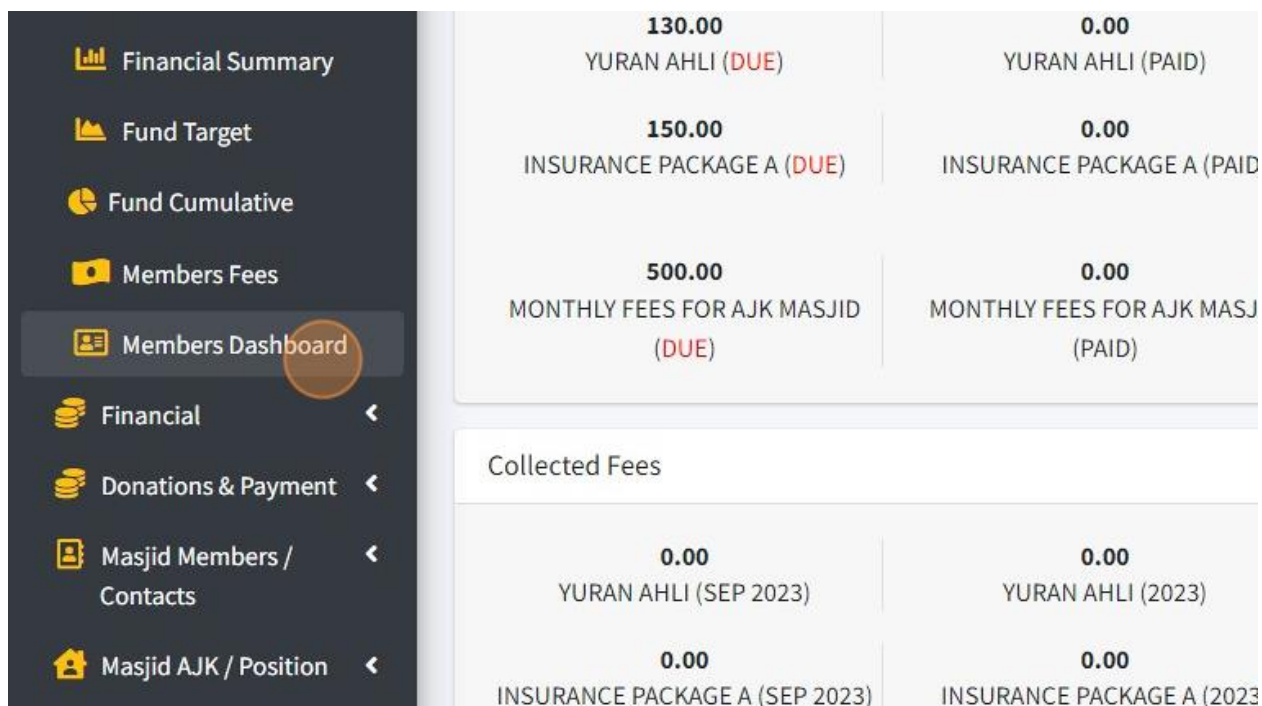 Financial Summary
Fund Target
Fund Cumulative
Members Fees
Members Dashboard
Financial
Donations & Payment
Masjid Members /
Contacts
Masjid AJK / Position
130.00
YURAN AHLI (DUE)
0.00
YURAN AHLI (PAID)
150.00
INSURANCE PACKAGE A (DUE)
0.00
INSURANCE PACKAGE A (PAID
500.00
MONTHLY FEES FOR AJK MASJID
(DUE)
0.00
MONTHLY FEES FOR AJK MASJ
(PAID)
Collected Fees
0.00
YURAN AHLI (SEP 2023)
0.00
YURAN AHLI (2023)
0.00
INSURANCE PACKAGE A (SEP 2023)
0.00
INSURANCE PACKAGE A (2023